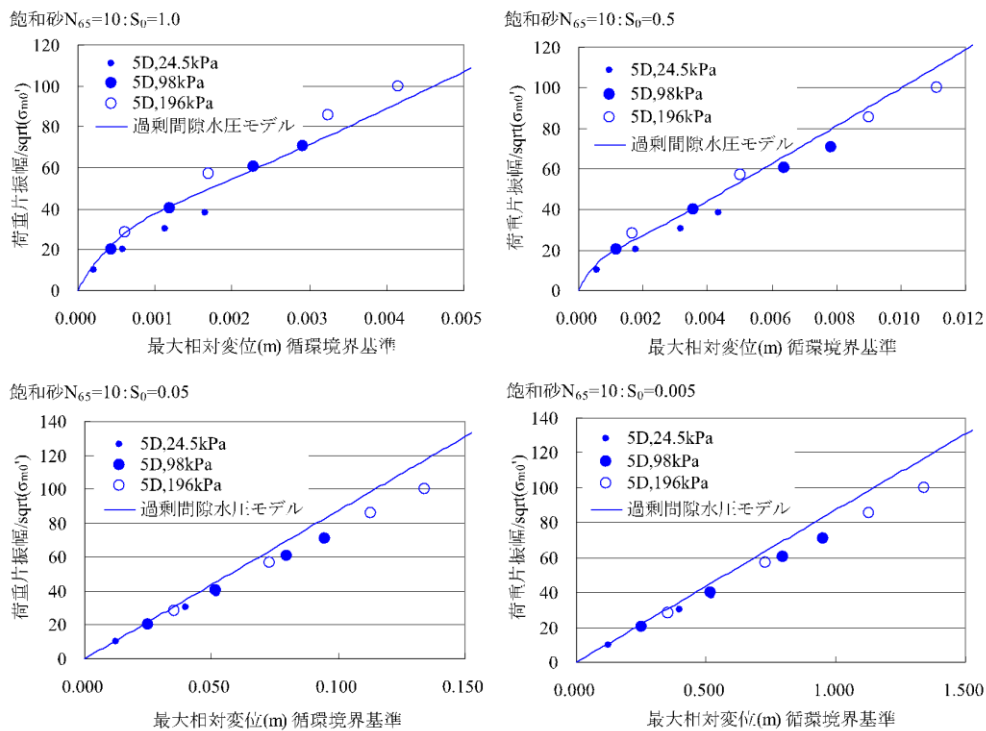 飽和砂N₆₅=10：S₀=1.0
120
100
80
60
40
20
0
荷重片振幅/sqrt(σm0')
5D,24.5kPa
5D,98kPa
5D,196kPa
過剰間隙水圧モデル
0.000 0.001 0.002 0.003 0.004 0.005
最大相対変位(m) 循環境界基準
飽和砂N₆₅=10：S₀=0.5
120
100
80
60
40
20
0
荷重片振幅/sqrt(σm0')
5D,24.5kPa
5D,98kPa
5D,196kPa
過剰間隙水圧モデル
0.000 0.002 0.004 0.006 0.008 0.010 0.012
最大相対変位(m) 循環境界基準
飽和砂N₆₅=10：S₀=0.05
140
120
100
80
60
40
20
0
荷重片振幅/sqrt(σm0')
5D,24.5kPa
5D,98kPa
5D,196kPa
過剰間隙水圧モデル
0.000 0.050 0.100 0.150
最大相対変位(m) 循環境界基準
飽和砂N₆₅=10：S₀=0.005
140
120
100
80
60
40
20
0
荷重片振幅/sqrt(σm0')
5D,24.5kPa
5D,98kPa
5D,196kPa
過剰間隙水圧モデル
0.000 0.500 1.000 1.500
最大相対変位(m) 循環境界基準